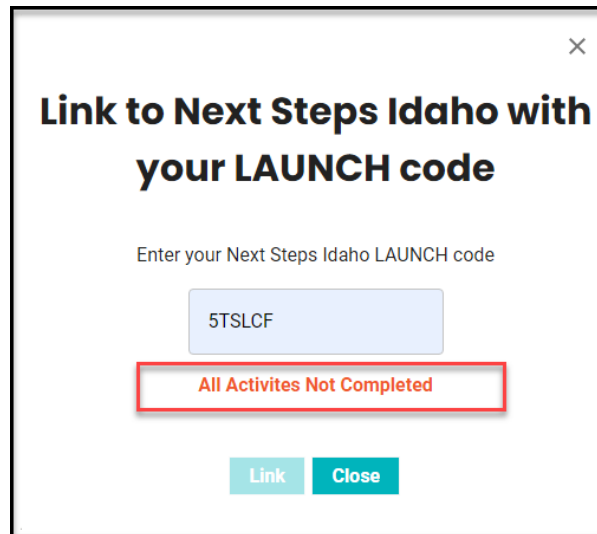 Link to Next Steps Idaho with
your LAUNCH code
Enter your Next Steps Idaho LAUNCH code
5TSLCF
All Activites Not Completed
Link Close